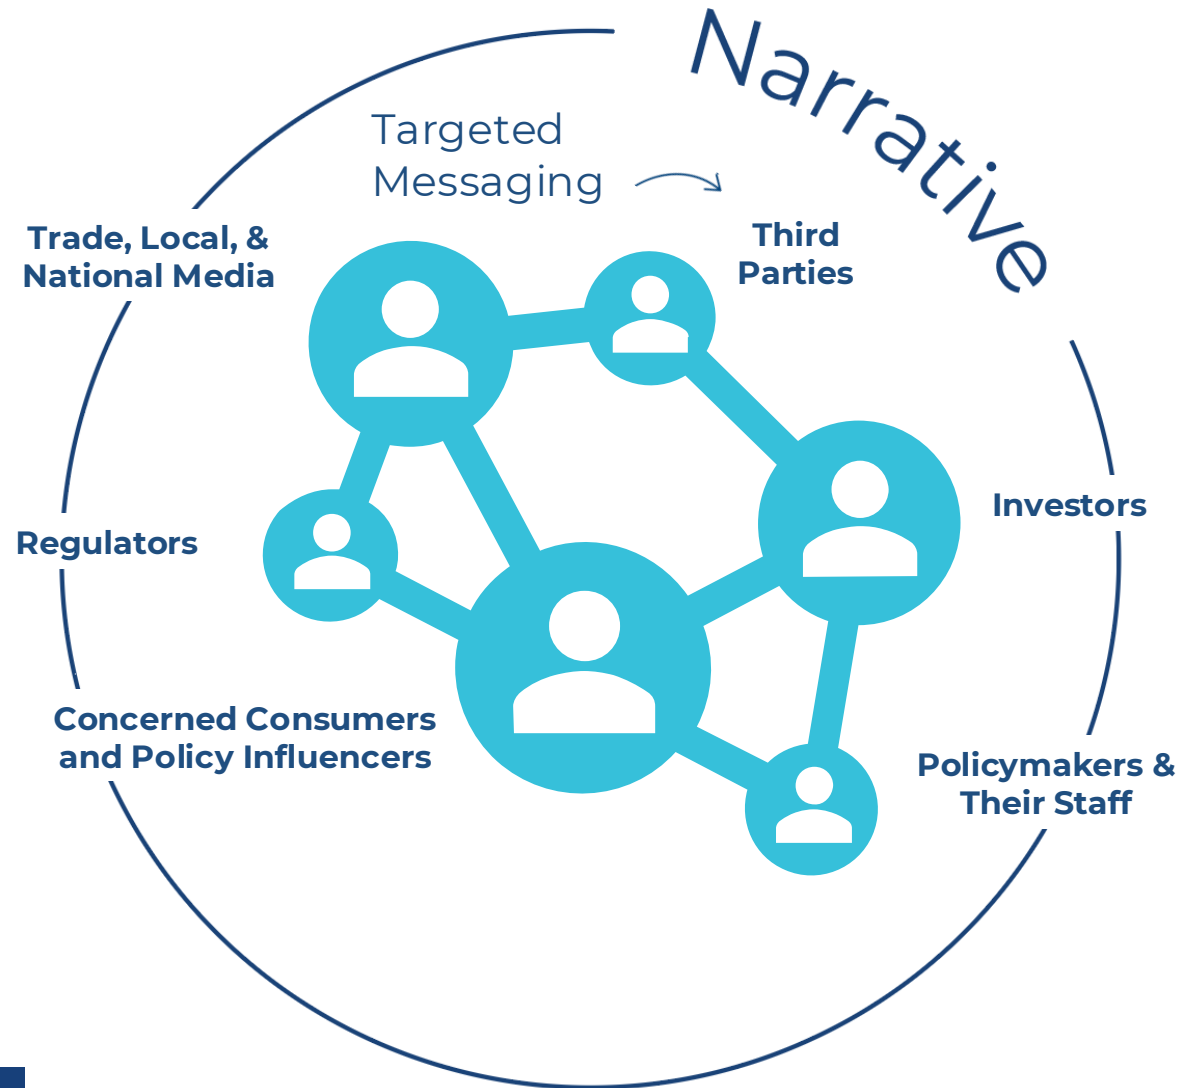 Narrative
Targeted
Messaging
Trade, Local, &
National Media
Third
Parties
Investors
Regulators
Concerned Consumers
and Policy Influencers
Policymakers &
Their Staff